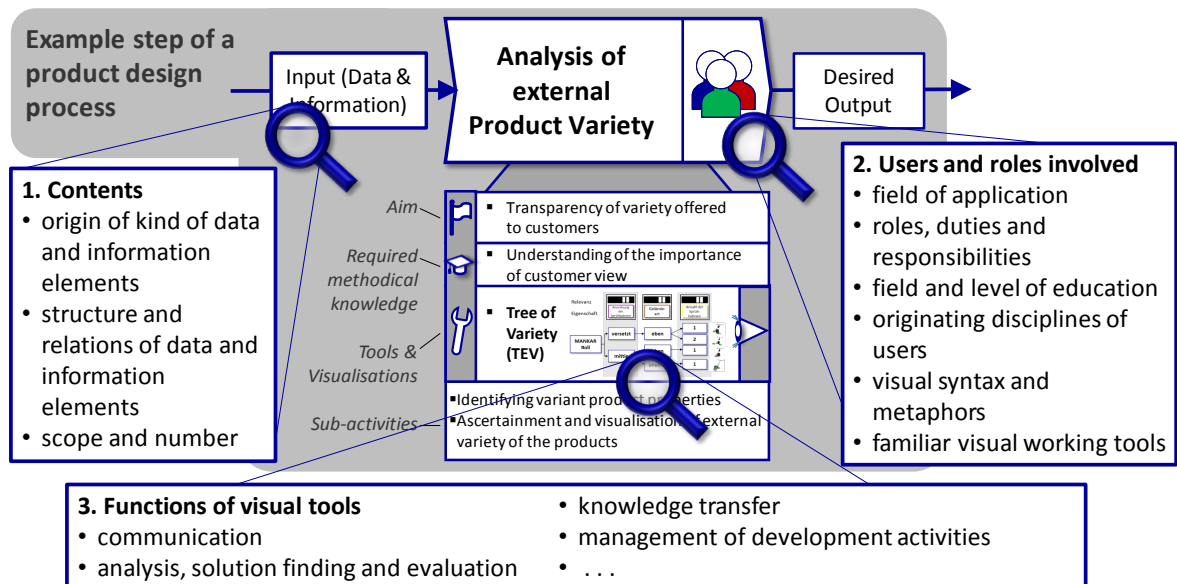 Example step of a
product design
process
Input (Data &
Information)
Analysis of
external
Product Variety
Desired
Output
1. Contents
• origin of kind of data
and information
elements
• structure and
relations of data and
information
elements
• scope and number
Aim
▪ Transparency of variety offered
to customers
Required
methodical
knowledge
▪ Understanding of the importance
of customer view
Tools &
Visualisations
▪ Tree of
Variety
(TEV)
Relevanz
Eigenschaft
MANKAR
Roll
versetzt
eben
1
2
1
1
Sub-activities
▪Identifying variant product properties
▪Ascertainment and visualisation of external
variety of the products
2. Users and roles involved
• field of application
• roles, duties and
responsibilities
• field and level of education
• originating disciplines of
users
• visual syntax and
metaphors
• familiar visual working tools
3. Functions of visual tools
• communication
• analysis, solution finding and evaluation
• knowledge transfer
• management of development activities
• . . .